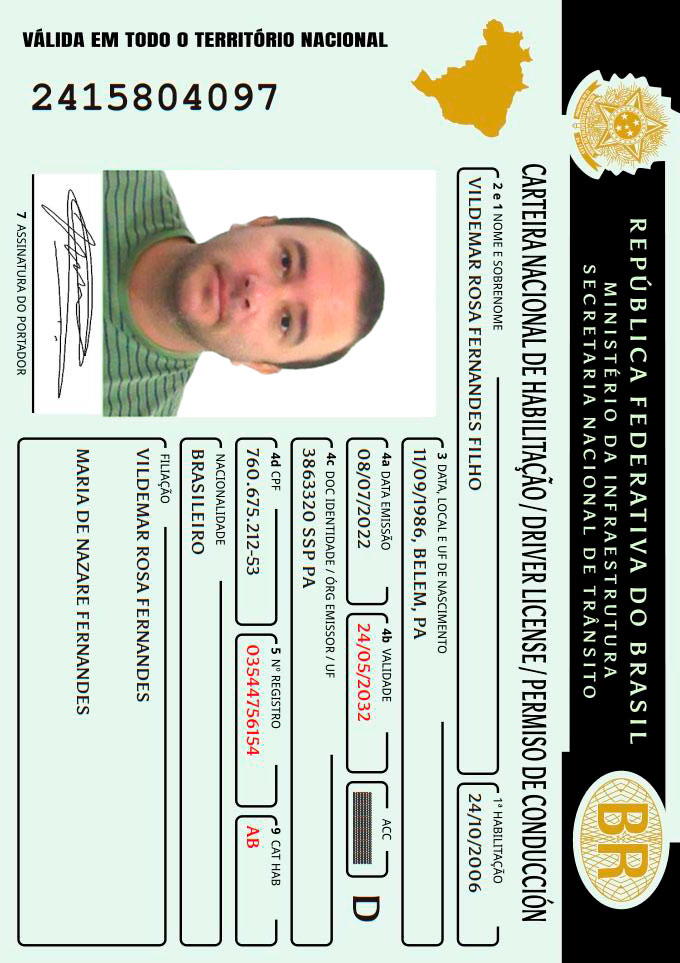 REPÚBLICA FEDERATIVA DO BRASIL
MINISTÉRIO DA INFRAESTRUTURA
SECRETARIA NACIONAL DE TRÂNSITO
BR
CARTEIRA NACIONAL DE HABILITAÇÃO / DRIVER LICENSE / PERMISO DE CONDUCCIÓN
2 e 1 NOME E SOBRENOME
VILDEMAR ROSA FERNANDES FILHO
1ª HABILITAÇÃO
24/10/2006
3 DATA, LOCAL E UF DE NASCIMENTO
11/09/1986, BELEM, PA
4a DATA EMISSÃO
08/07/2022
4b VALIDADE
24/05/2032
ACC
D
4c DOC IDENTIDADE / ÓRG EMISSOR / UF
3863320 SSP PA
4d CPF
760.675.212-53
5 Nº REGISTRO
03544756154
9 CAT HAB
AB
NACIONALIDADE
BRASILEIRO
FILIAÇÃO
VILDEMAR ROSA FERNANDES
MARIA DE NAZARE FERNANDES
7 ASSINATURA DO PORTADOR
VÁLIDA EM TODO O TERRITÓRIO NACIONAL
2415804097